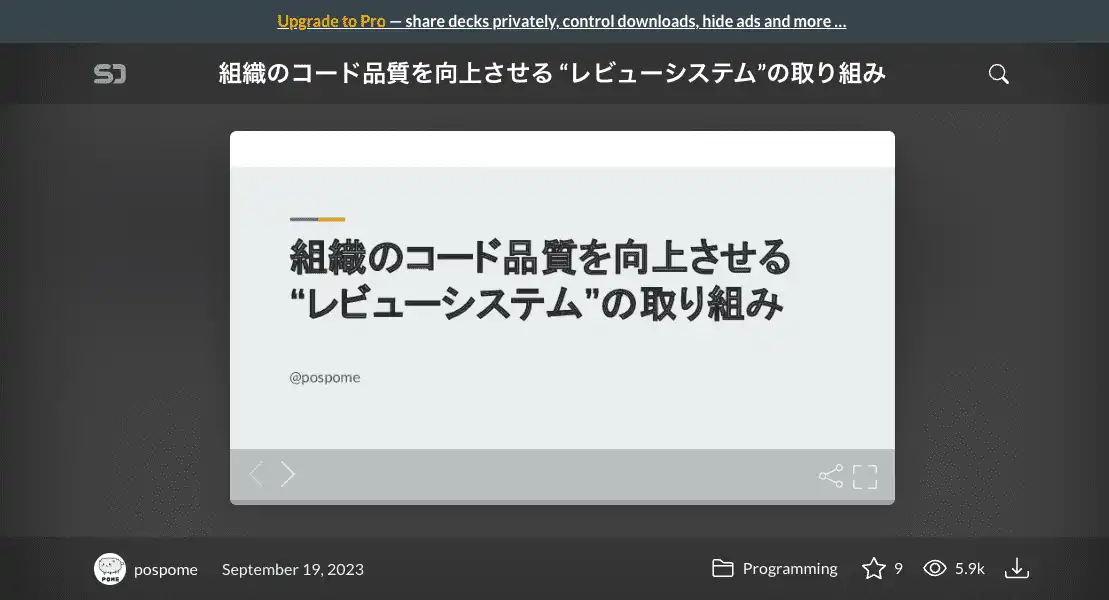 Upgrade to Pro — share decks privately, control downloads, hide ads and more …
SD
組織のコード品質を向上させる “レビューシステム”の取り組み
組織のコード品質を向上させる
“レビューシステム”の取り組み
@pospome
POME
pospome
September 19, 2023
Programming
9
5.9k